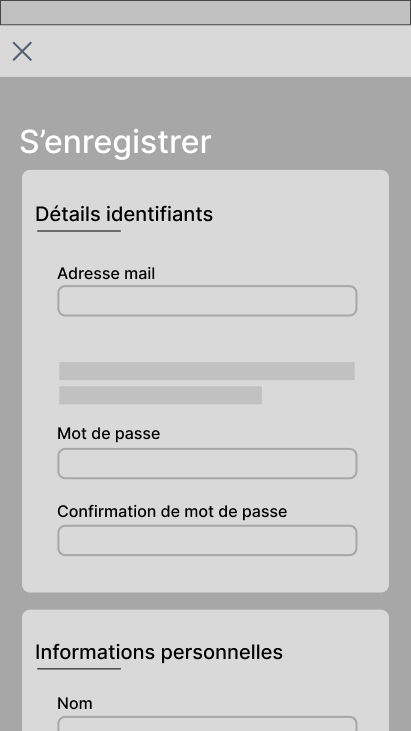 S’enregistrer
Détails identifiants
Adresse mail
Mot de passe
Confirmation de mot de passe
Informations personnelles
Nom